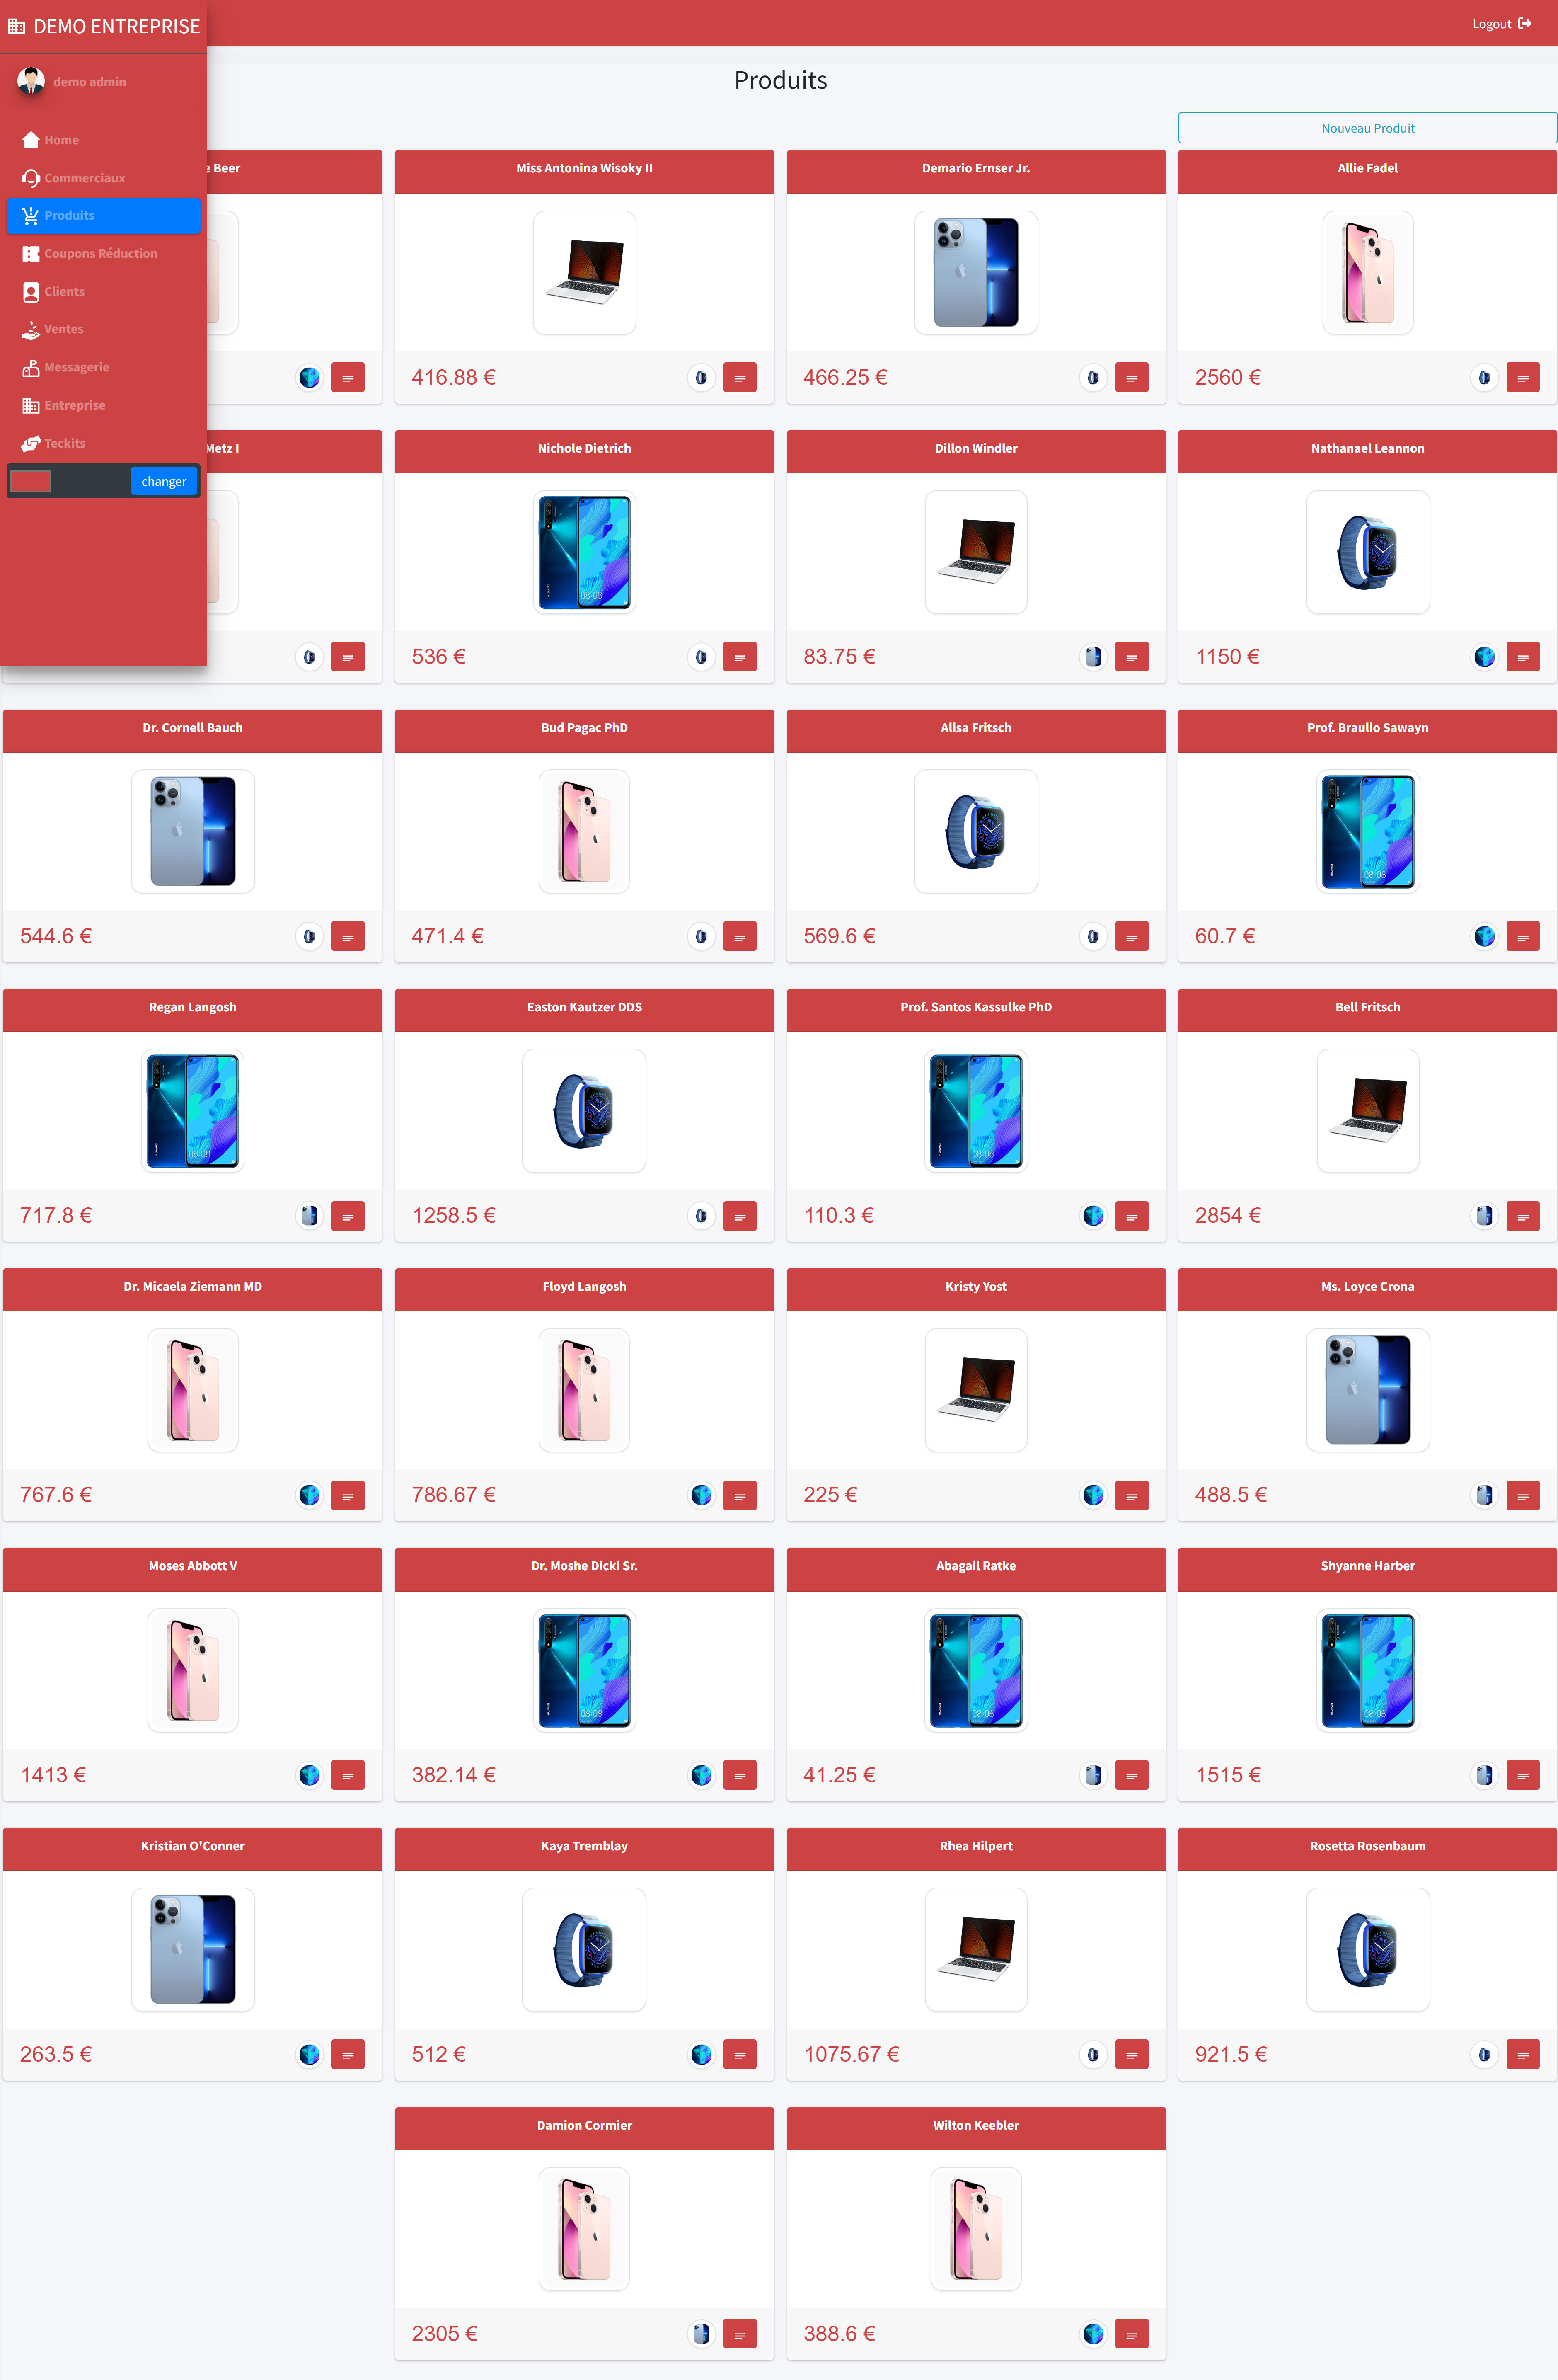 DEMO ENTREPRISE
Logout
demo admin
Home
Commerciaux
Produits
Coupons Réduction
Clients
Ventes
Messagerie
Entreprise
Teckits
changer
Produits
Nouveau Produit
Beer
Miss Antonina Wisoky II
Demario Ernser Jr.
Allie Fadel
416.88 €
466.25 €
2560 €
Metz I
Nichole Dietrich
Dillon Windler
Nathanael Leannon
536 €
83.75 €
1150 €
Dr. Cornell Bauch
Bud Pagac PhD
Alisa Fritsch
Prof. Braulio Sawayn
544.6 €
471.4 €
569.6 €
60.7 €
Regan Langosh
Easton Kautzer DDS
Prof. Santos Kassulke PhD
Bell Fritsch
717.8 €
1258.5 €
110.3 €
2854 €
Dr. Micaela Ziemann MD
Floyd Langosh
Kristy Yost
Ms. Loyce Crona
767.6 €
786.67 €
225 €
488.5 €
Moses Abbott V
Dr. Moshe Dicki Sr.
Abagail Ratke
Shyanne Harber
1413 €
382.14 €
41.25 €
1515 €
Kristian O'Conner
Kaya Tremblay
Rhea Hilpert
Rosetta Rosenbaum
263.5 €
512 €
1075.67 €
921.5 €
Damion Cormier
Wilton Keebler
2305 €
388.6 €